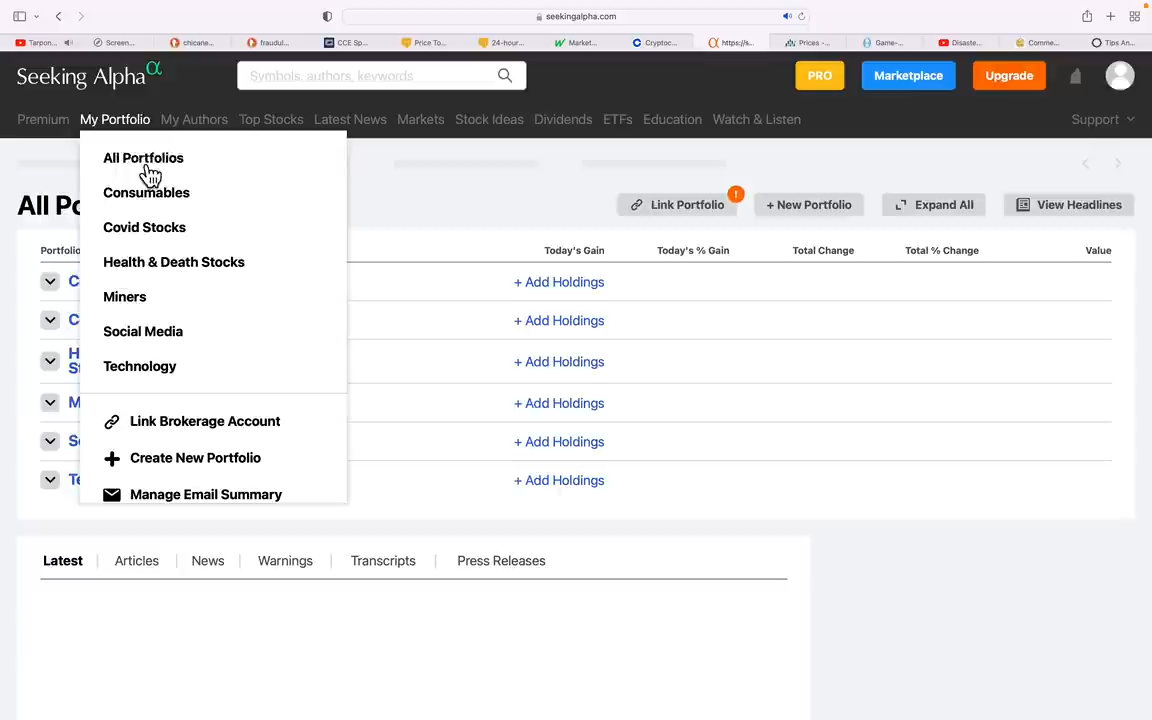 seekingalpha.com
Tarpon...
Screen...
chicane...
fraudul...
CCE Sp...
Price To...
24-hour...
Market...
Cryptoc...
https://s...
Prices -...
Game-...
Disaste...
Comme...
Tips An...
Seeking Alpha α
Symbols, authors, keywords
PRO
Marketplace
Upgrade
Premium
My Portfolio
My Authors
Top Stocks
Latest News
Markets
Stock Ideas
Dividends
ETFs
Education
Watch & Listen
Support
All Portfolios
Consumables
Covid Stocks
Health & Death Stocks
Miners
Social Media
Technology
Link Brokerage Account
Create New Portfolio
Manage Email Summary
All Po
Link Portfolio
!
+ New Portfolio
Expand All
View Headlines
Portfolio
Today's Gain
Today's % Gain
Total Change
Total % Change
Value
C
+ Add Holdings
C
+ Add Holdings
H
St
+ Add Holdings
M
+ Add Holdings
So
+ Add Holdings
Te
+ Add Holdings
Latest
Articles
News
Warnings
Transcripts
Press Releases